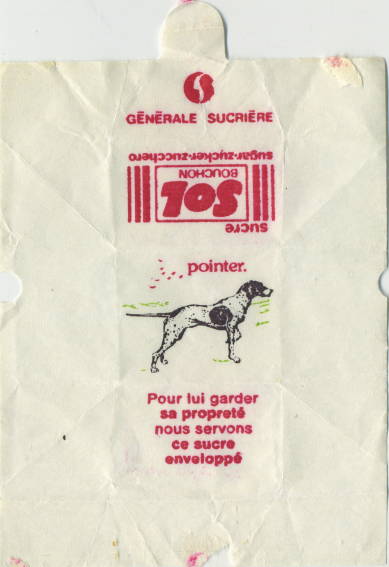 GÉNÉRALE SUCRIÈRE
sucre
SOL
BOUCHON
sugar-zucker-zucchero
pointer.
Pour lui garder
sa propreté
nous servons
ce sucre
enveloppé